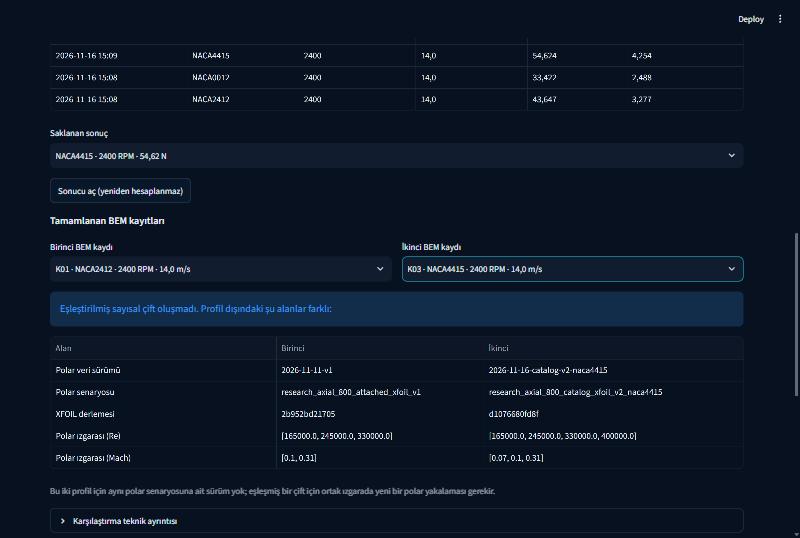 Deploy
2026-11-16 15:09 NACA4415 2400 14,0 54,624 4,254
2026-11-16 15:08 NACA0012 2400 14,0 33,422 2,488
2026-11-16 15:08 NACA2412 2400 14,0 43,647 3,277
Saklanan sonuç
NACA4415 · 2400 RPM · 54,62 N
Sonucu aç (yeniden hesaplanmaz)
Tamamlanan BEM kayıtları
Birinci BEM kaydı İkinci BEM kaydı
K01 · NACA2412 · 2400 RPM · 14,0 m/s K03 · NACA4415 · 2400 RPM · 14,0 m/s
Eşleştirilmiş sayısal çift oluşmadı. Profil dışındaki şu alanlar farklı:
Alan Birinci İkinci
Polar veri sürümü 2026-11-11-v1 2026-11-16-catalog-v2-naca4415
Polar senaryosu research_axial_800_attached_xfoil_v1 research_axial_800_catalog_xfoil_v2_naca4415
XFOIL derlemesi 2b952bd21705 d1076680fd8f
Polar ızgarası (Re) [165000.0, 245000.0, 330000.0] [165000.0, 245000.0, 330000.0, 400000.0]
Polar ızgarası (Mach) [0.1, 0.31] [0.07, 0.1, 0.31]
Bu iki profil için aynı polar senaryosuna ait sürüm yok; eşleşmiş bir çift için ortak ızgarada yeni bir polar yakalaması gerekir.
Karşılaştırma teknik ayrıntısı